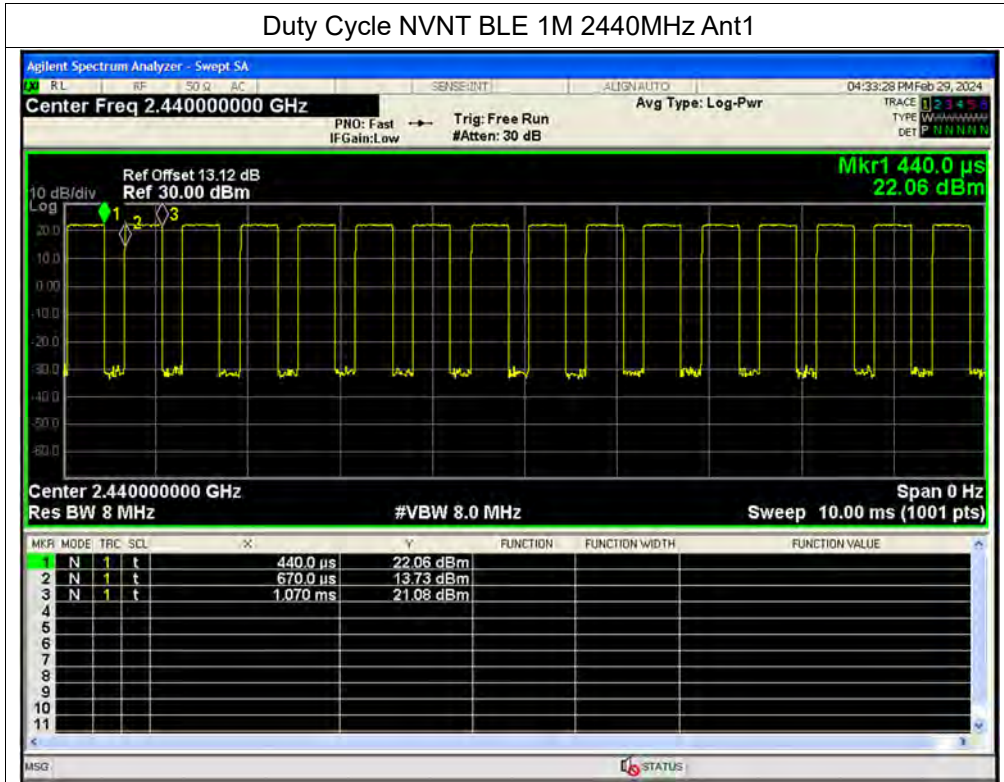 Duty Cycle NVNT BLE 1M 2440MHz Ant1
Agilent Spectrum Analyzer - Swept SA
LXI RL RF 50 Ω AC SENSE:INT ALIGNAUTO 04:33:28 PMFeb 29, 2024
Center Freq 2.440000000 GHz Avg Type: Log-Pwr TRACE 1 2 3 4 5 6
PNO: Fast Trig: Free Run TYPE W
IFGain:Low #Atten: 30 dB DET P N N N N N
Mkr1 440.0 µs
22.06 dBm
Ref Offset 13.12 dB
10 dB/div Ref 30.00 dBm
Log
1 2 3
20.0
10.0
0.00
-10.0
-20.0
-30.0
-40.0
-50.0
-60.0
Center 2.440000000 GHz Span 0 Hz
Res BW 8 MHz #VBW 8.0 MHz Sweep 10.00 ms (1001 pts)
MKR MODE TRC SCL X Y FUNCTION FUNCTION WIDTH FUNCTION VALUE
1 N 1 t 440.0 µs 22.06 dBm
2 N 1 t 670.0 µs 13.73 dBm
3 N 1 t 1.070 ms 21.08 dBm
4
5
6
7
8
9
10
11
MSG STATUS